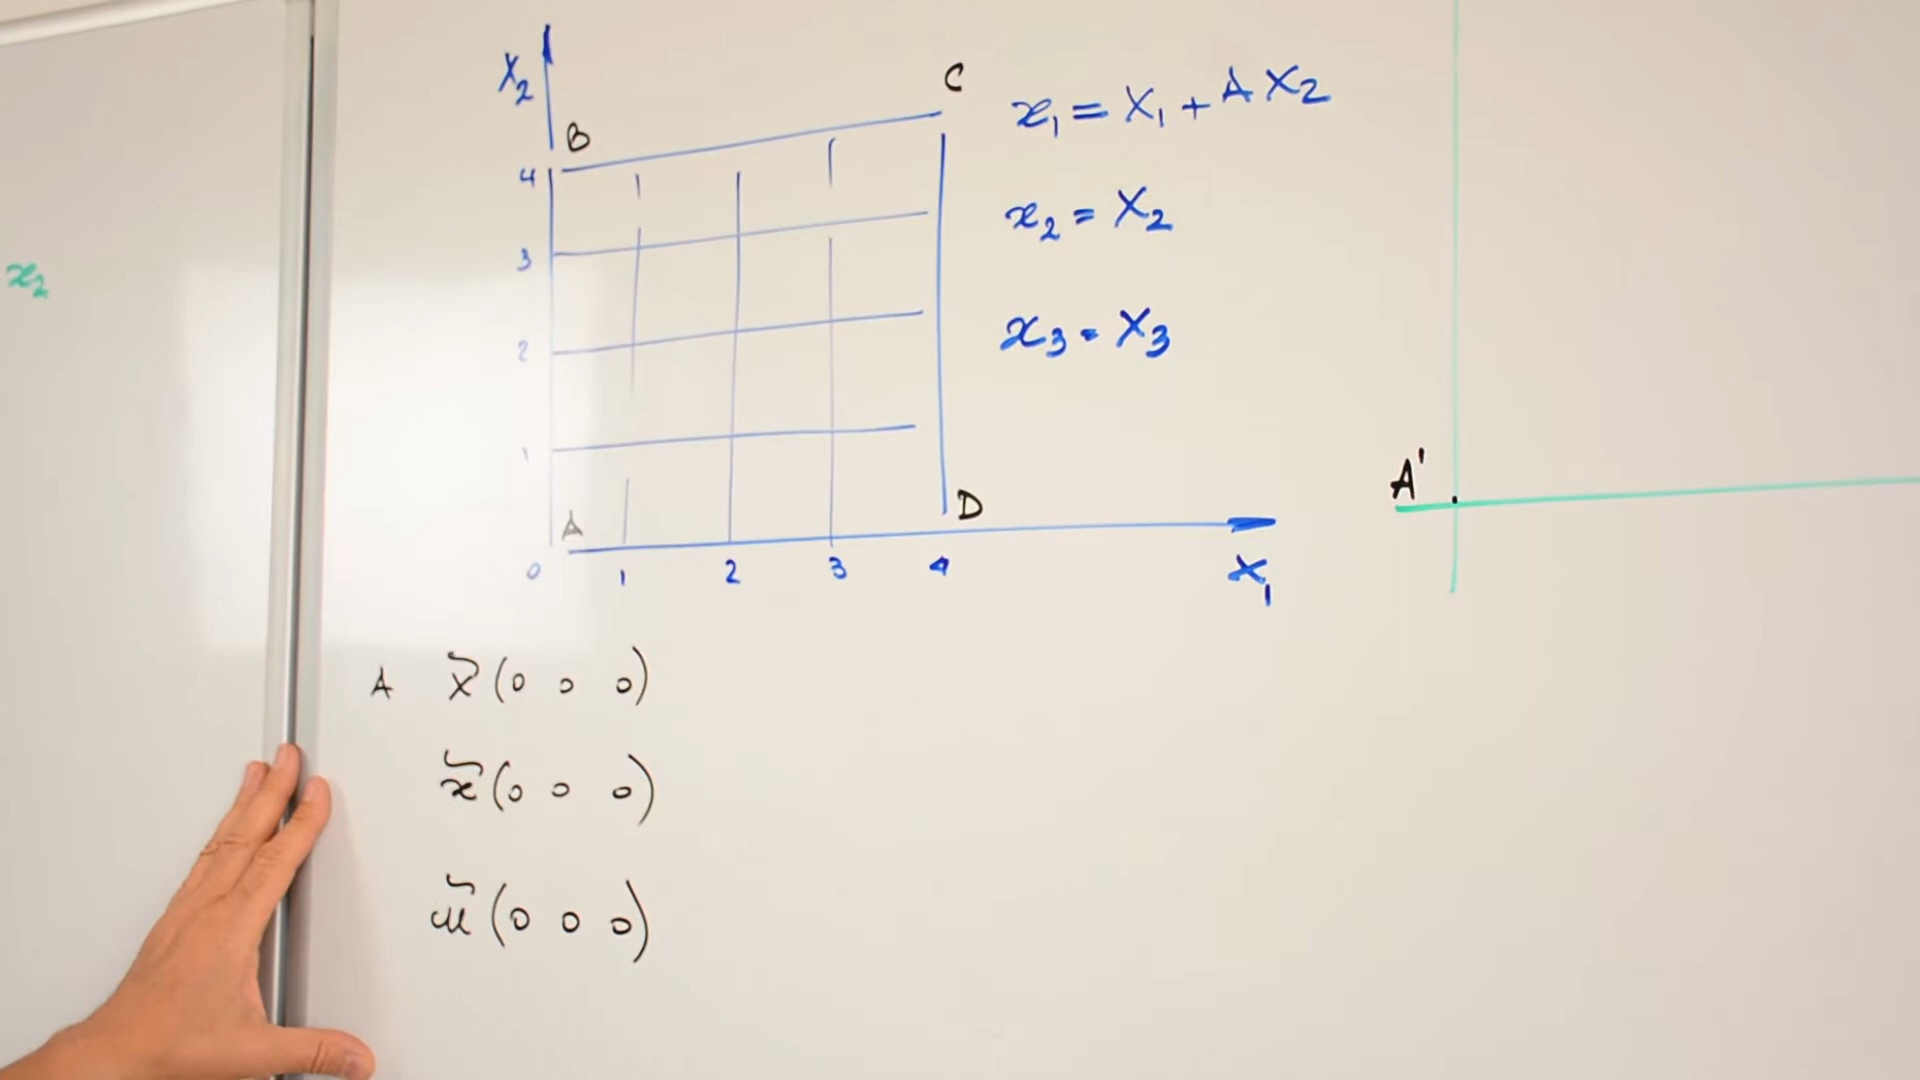 x₂
X₂
B
C
4
3
2
1
A
D
0 1 2 3 4
X₁
x₁ = X₁ + A X₂
x₂ = X₂
x₃ = X₃
A'
A X (0 0 0)
x (0 0 0)
u (0 0 0)